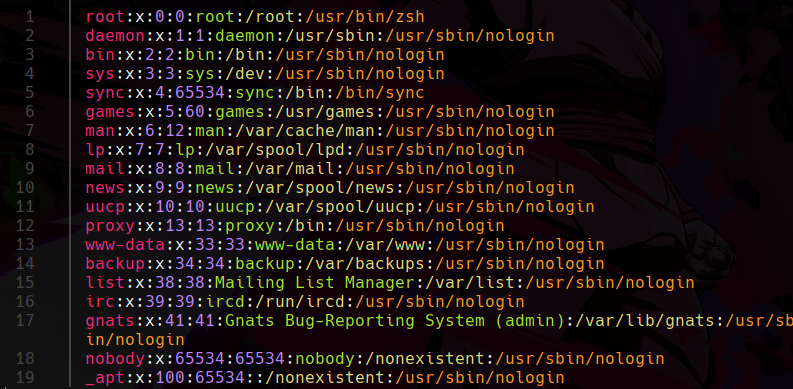 1 root:x:0:0:root:/root:/usr/bin/zsh
2 daemon:x:1:1:daemon:/usr/sbin:/usr/sbin/nologin
3 bin:x:2:2:bin:/bin:/usr/sbin/nologin
4 sys:x:3:3:sys:/dev:/usr/sbin/nologin
5 sync:x:4:65534:sync:/bin:/bin/sync
6 games:x:5:60:games:/usr/games:/usr/sbin/nologin
7 man:x:6:12:man:/var/cache/man:/usr/sbin/nologin
8 lp:x:7:7:lp:/var/spool/lpd:/usr/sbin/nologin
9 mail:x:8:8:mail:/var/mail:/usr/sbin/nologin
10 news:x:9:9:news:/var/spool/news:/usr/sbin/nologin
11 uucp:x:10:10:uucp:/var/spool/uucp:/usr/sbin/nologin
12 proxy:x:13:13:proxy:/bin:/usr/sbin/nologin
13 www-data:x:33:33:www-data:/var/www:/usr/sbin/nologin
14 backup:x:34:34:backup:/var/backups:/usr/sbin/nologin
15 list:x:38:38:Mailing List Manager:/var/list:/usr/sbin/nologin
16 irc:x:39:39:ircd:/run/ircd:/usr/sbin/nologin
17 gnats:x:41:41:Gnats Bug-Reporting System (admin):/var/lib/gnats:/usr/sb
in/nologin
18 nobody:x:65534:65534:nobody:/nonexistent:/usr/sbin/nologin
19 _apt:x:100:65534::/nonexistent:/usr/sbin/nologin